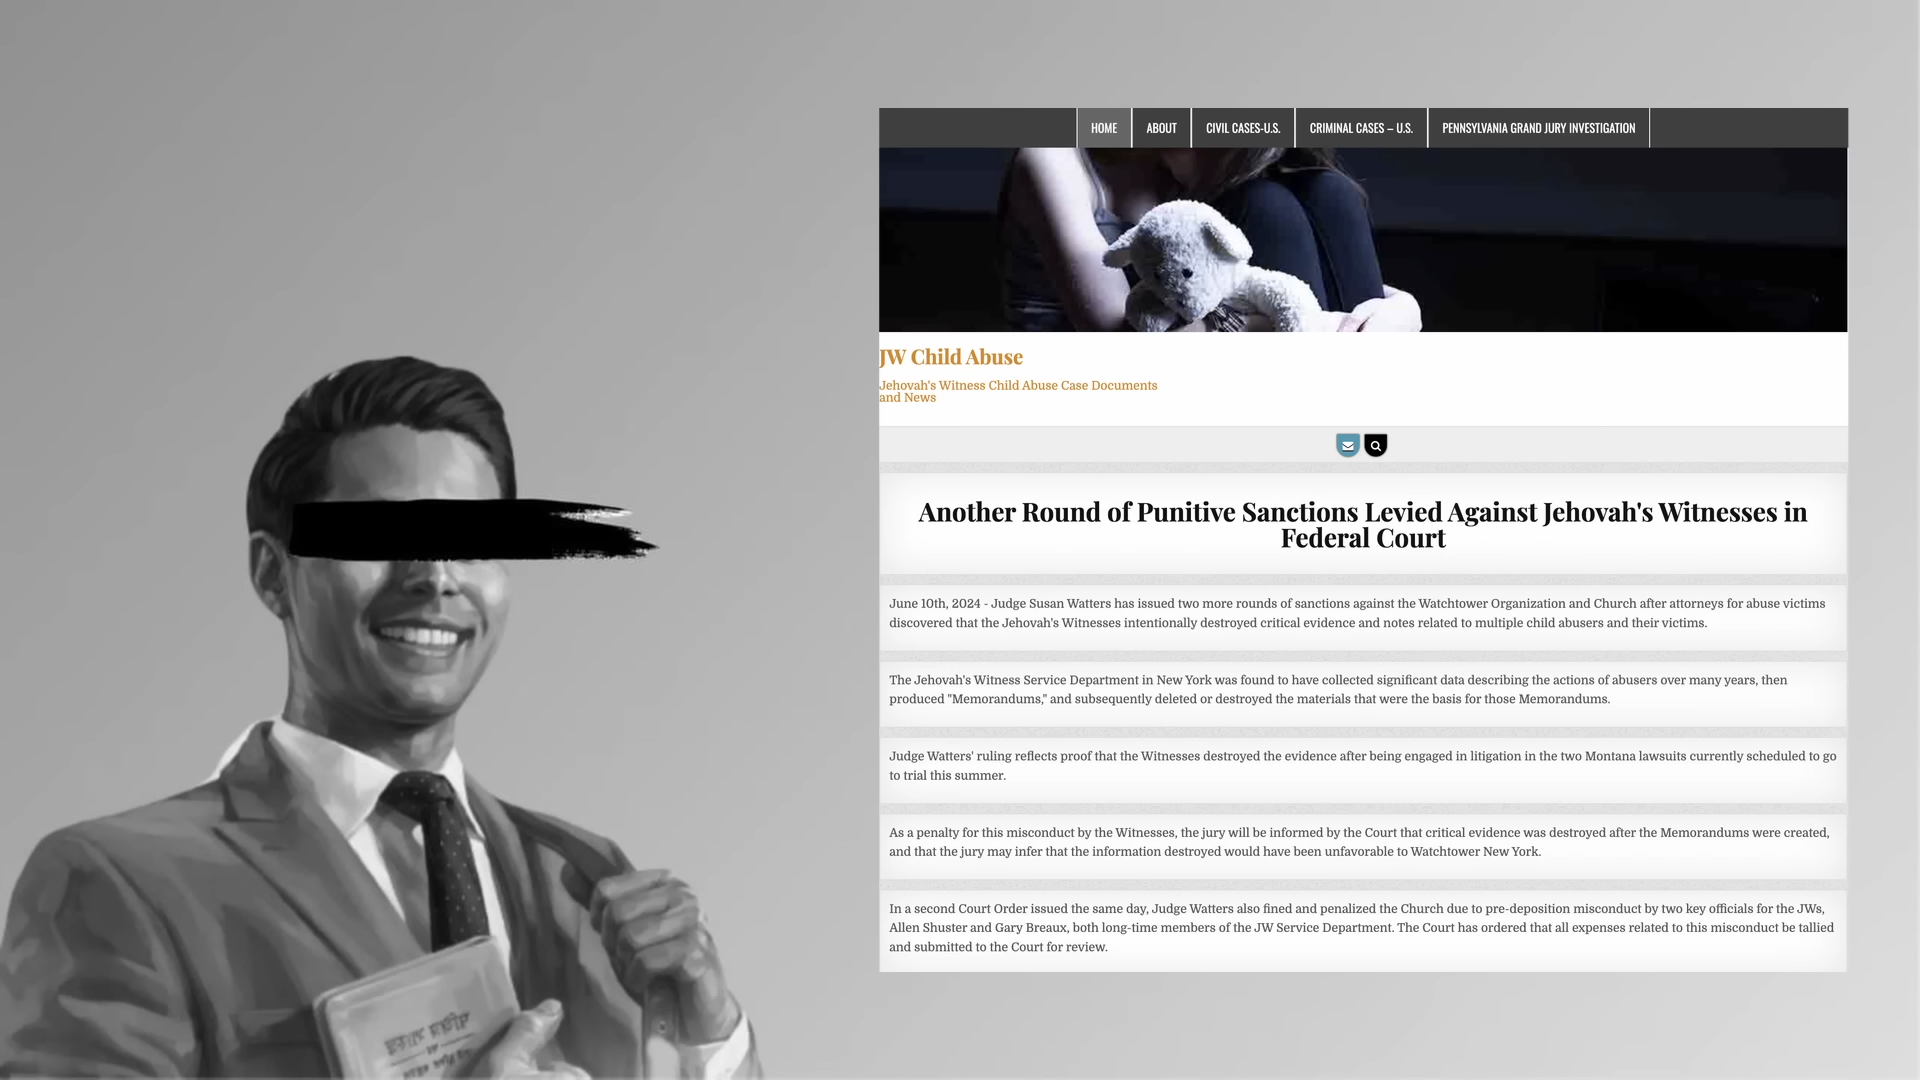 HOME
ABOUT
CIVIL CASES-U.S.
CRIMINAL CASES – U.S.
PENNSYLVANIA GRAND JURY INVESTIGATION
JW Child Abuse
Jehovah's Witness Child Abuse Case Documents
and News
Another Round of Punitive Sanctions Levied Against Jehovah's Witnesses in
Federal Court
June 10th, 2024 - Judge Susan Watters has issued two more rounds of sanctions against the Watchtower Organization and Church after attorneys for abuse victims
discovered that the Jehovah's Witnesses intentionally destroyed critical evidence and notes related to multiple child abusers and their victims.
The Jehovah's Witness Service Department in New York was found to have collected significant data describing the actions of abusers over many years, then
produced "Memorandums," and subsequently deleted or destroyed the materials that were the basis for those Memorandums.
Judge Watters' ruling reflects proof that the Witnesses destroyed the evidence after being engaged in litigation in the two Montana lawsuits currently scheduled to go
to trial this summer.
As a penalty for this misconduct by the Witnesses, the jury will be informed by the Court that critical evidence was destroyed after the Memorandums were created,
and that the jury may infer that the information destroyed would have been unfavorable to Watchtower New York.
In a second Court Order issued the same day, Judge Watters also fined and penalized the Church due to pre-deposition misconduct by two key officials for the JWs,
Allen Shuster and Gary Breaux, both long-time members of the JW Service Department. The Court has ordered that all expenses related to this misconduct be tallied
and submitted to the Court for review.